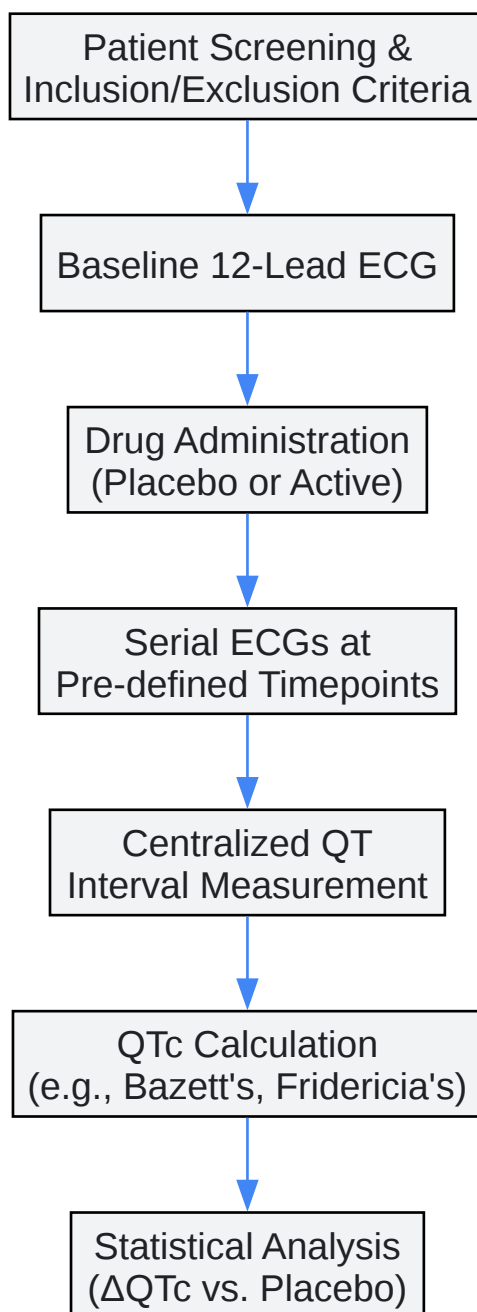 Patient Screening &
Inclusion/Exclusion Criteria
Baseline 12-Lead ECG
Drug Administration
(Placebo or Active)
Serial ECGs at
Pre-defined Timepoints
Centralized QT
Interval Measurement
QTc Calculation
(e.g., Bazett's, Fridericia's)
Statistical Analysis
(ΔQTc vs. Placebo)